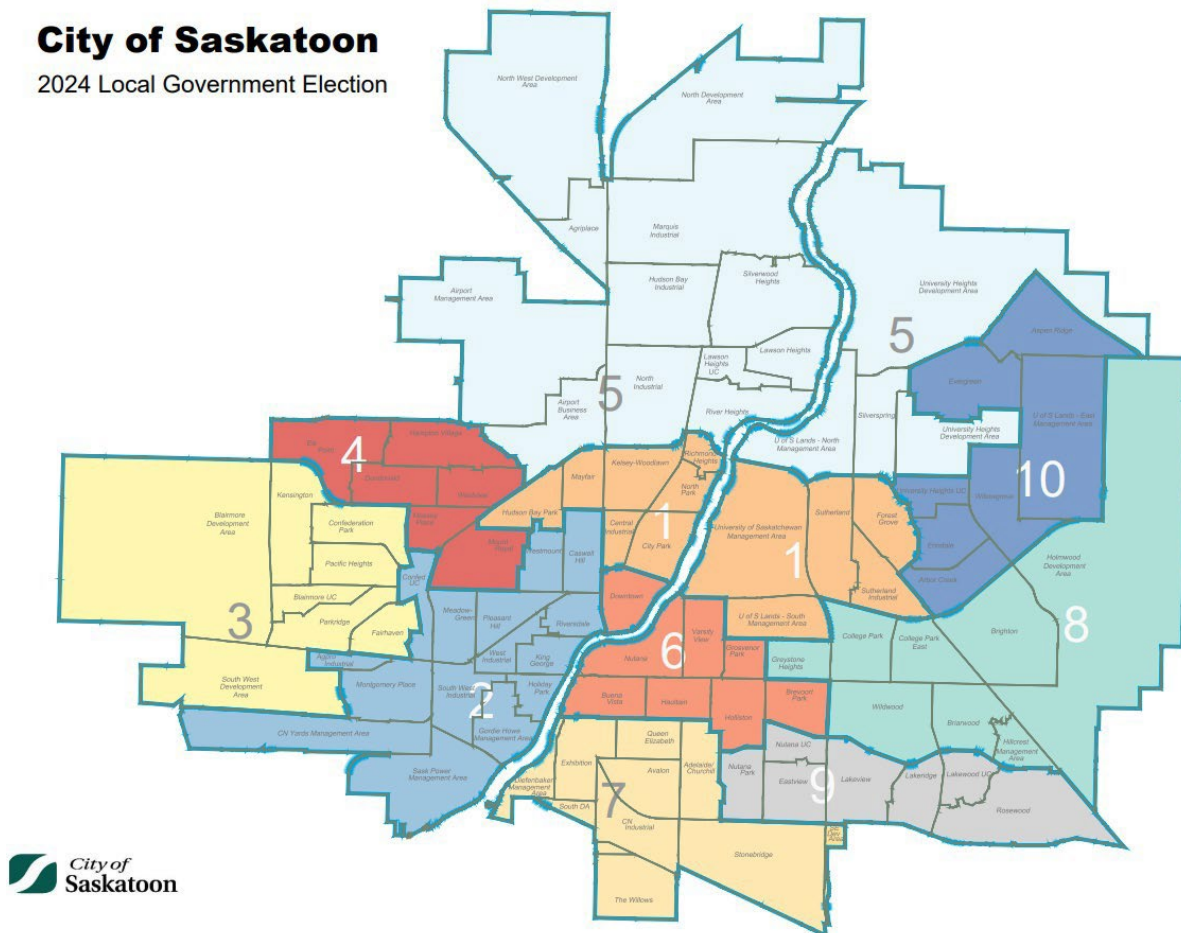 City of Saskatoon
2024 Local Government Election
North West Development
Area
North Development
Area
Agriplace
Marquis
Industrial
Airport
Management Area
Hudson Bay
Industrial
Silverwood
Heights
University Heights
Development Area
5
Aspen Ridge
Lawson Heights
Lawson
Heights
UC
North
Industrial
5
Airport
Business
Area
River Heights
Evergreen
Silverspring
University Heights
Development Area
U of S Lands - East
Management Area
U of S Lands - North
Management Area
Hampton Village
4
Dundonald
Westview
Mount
Royal
Kelsey-Woodlawn
Richmond
Heights
Mayfair
North
Park
Hudson Bay Park
Central
Industrial
1
City Park
Kensington
Blairmore
Development
Area
Confederation
Park
Pacific Heights
Blairmore UC
Parkridge
Fairhaven
3
South West
Development
Area
Confed
UC
Westmount
Caswell
Hill
University of Saskatchewan
Management Area
1
Sutherland
Forest
Grove
Sutherland
Industrial
University Heights UC
Willowgrove
10
Erindale
Arbor Creek
Holmwood
Development
Area
8
Meadow-
Green
Pleasant
Hill
Riversdale
West
Industrial
King
George
Downtown
U of S Lands - South
Management Area
Varsity
View
Grosvenor
Park
Nutana
6
Greystone
Heights
College Park
College Park
East
Brighton
Agpro
Industrial
Montgomery Place
South West
Industrial
2
Holiday
Park
Gordie Howe
Management Area
CN Yards Management Area
Sask Power
Management Area
Buena
Vista
Haultain
Holliston
Brevoort
Park
Wildwood
Briarwood
Hillcrest
Management
Area
Queen
Elizabeth
Exhibition
Avalon
Adelaide/
Churchill
Diefenbaker
Management
Area
South DA
7
CN
Industrial
Stonebridge
The Willows
Nutana UC
Nutana
Park
Eastview
Lakeview
9
Lakeridge
Lakewood UC
Rosewood
City of
Saskatoon